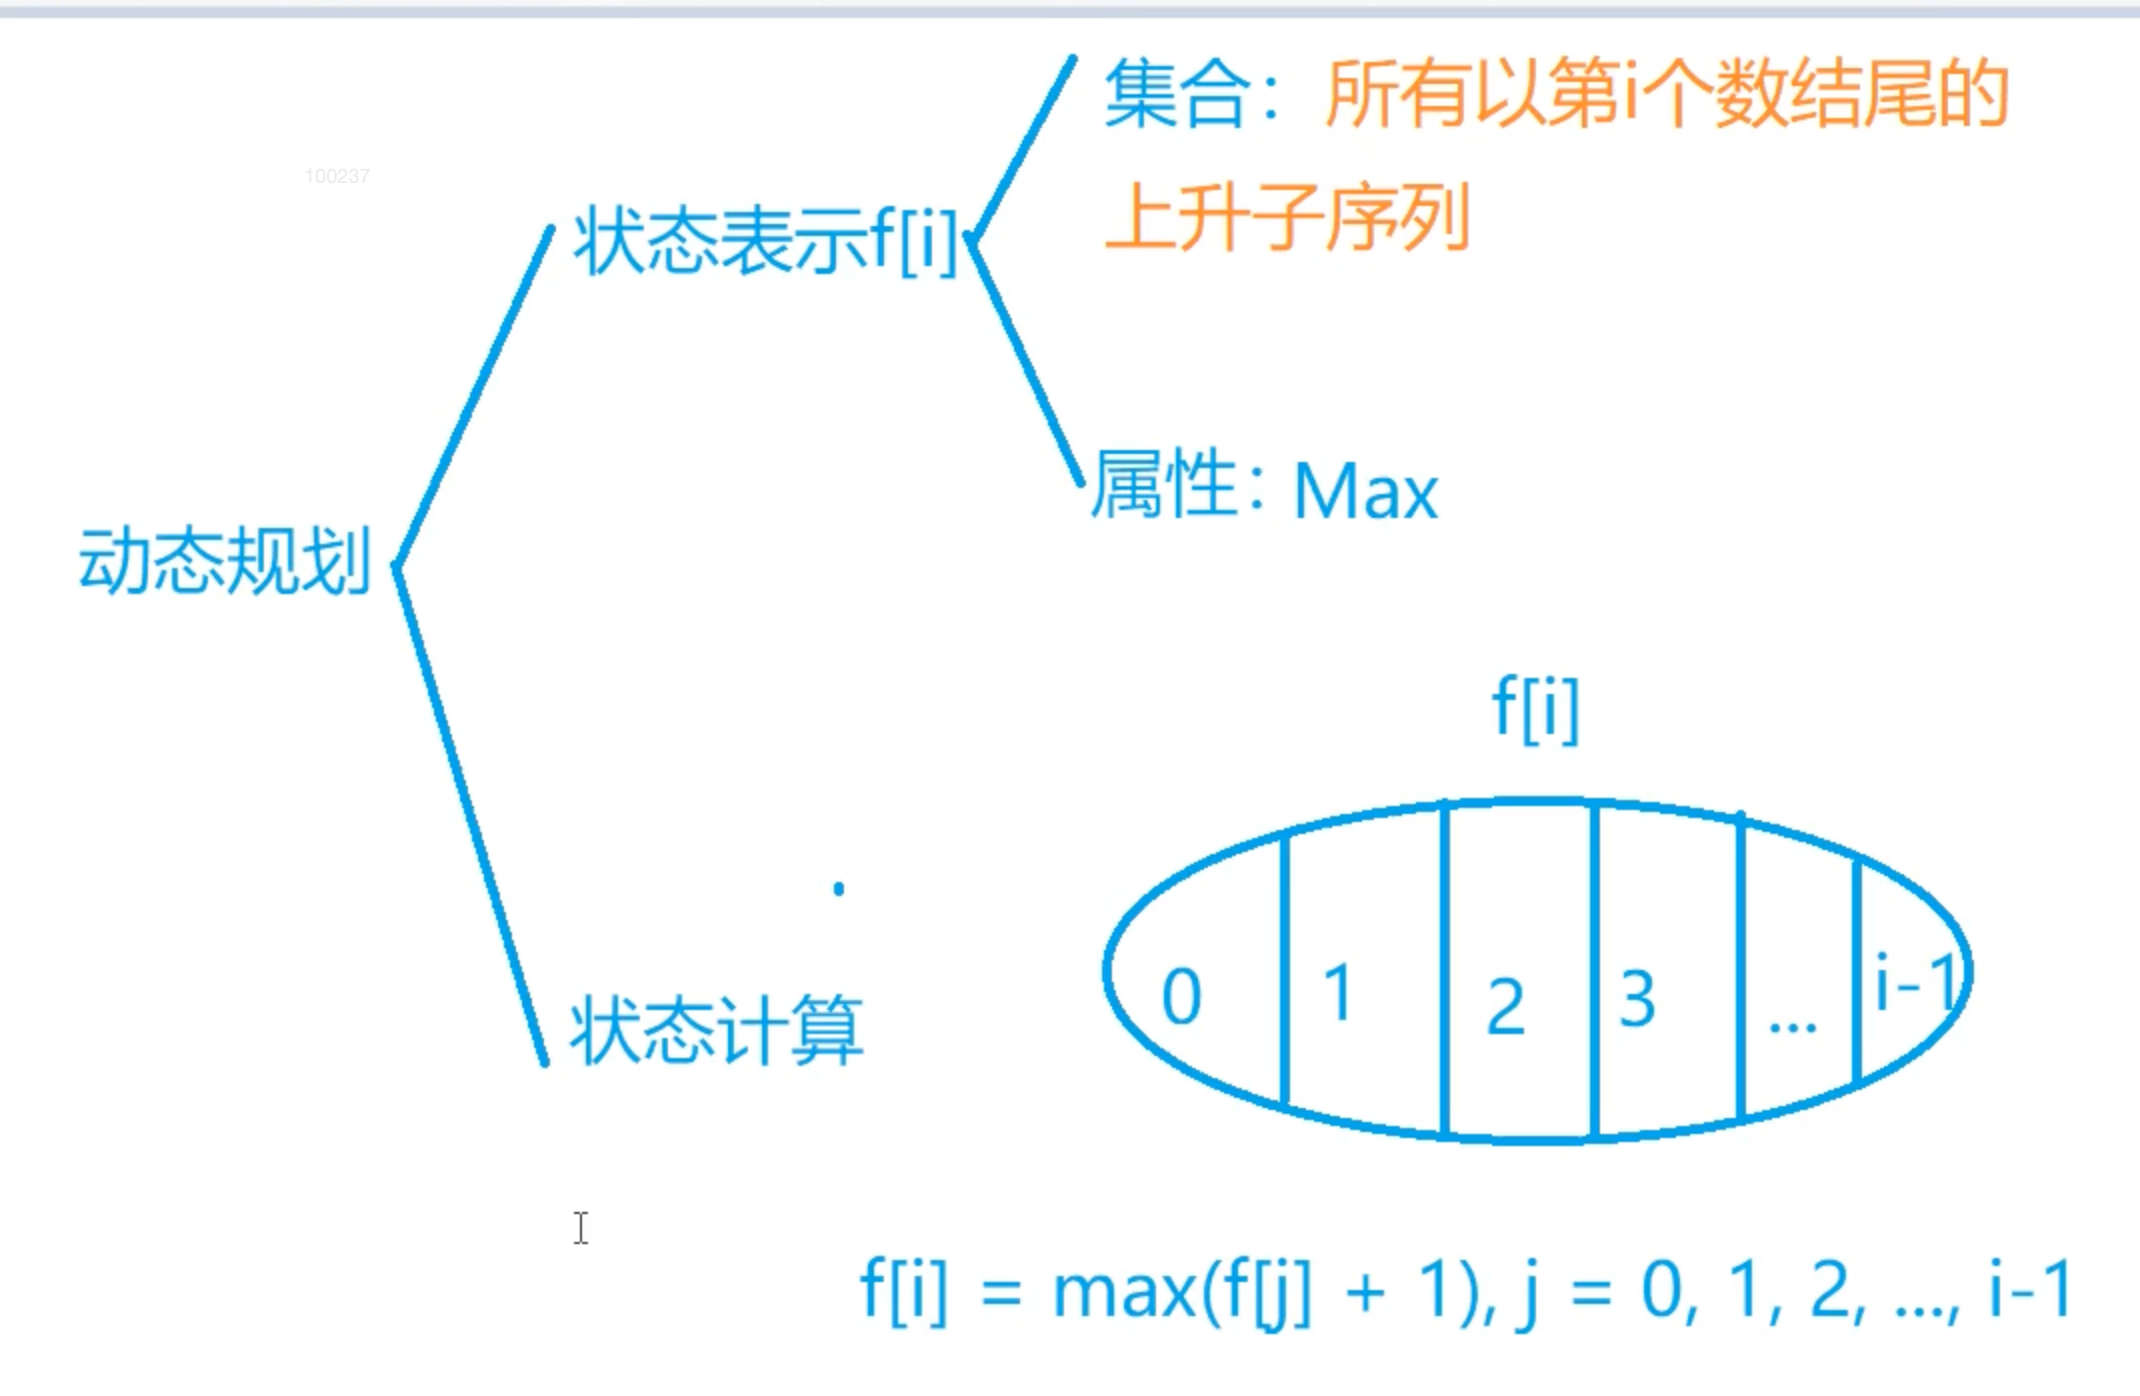 集合：所有以第i个数结尾的
上升子序列
100237
状态表示f[i]
属性：Max
动态规划
f[i]
0 1 2 3 ... i-1
状态计算
f[i] = max(f[j] + 1), j = 0, 1, 2, ..., i-1